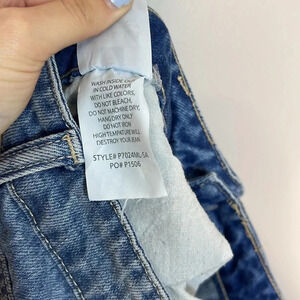 WASH INSIDE OUT
IN COLD WATER
WITH LIKE COLORS,
DO NOT BLEACH,
DO NOT MACHINE DRY,
HANG DRY ONLY
DO NOT IRON
HIGH TEMPATURE WILL
DESTROY YOUR JEAN
STYLE# P7024ML-SA
PO# P1506